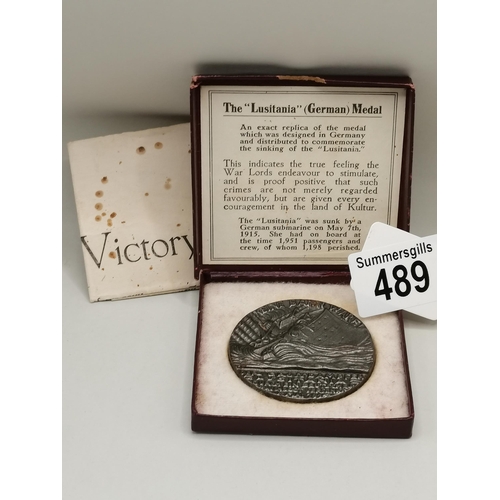 The "Lusitania" (German) Medal
An exact replica of the medal
which was designed in Germany
and distributed to commemorate
the sinking of the "Lusitania."
This indicates the true feeling the
War Lords endeavour to stimulate,
and is proof positive that such
crimes are not merely regarded
favourably, but are given every en-
couragement in the land of Kultur.
The "Lusitania" was sunk by a
German submarine on May 7th,
1915. She had on board at
the time 1,951 passengers and
crew, of whom 1,198 perished.
Victory
Summersgills
489